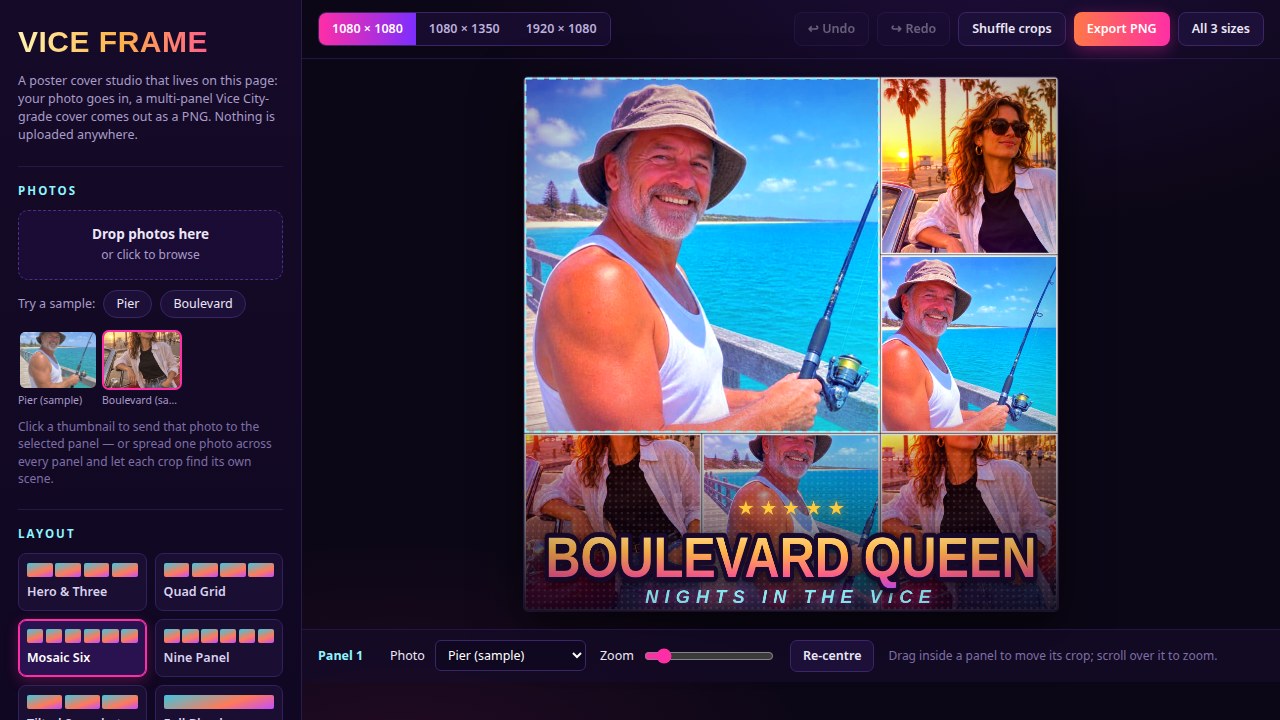 VICE FRAME
A poster cover studio that lives on this page:
your photo goes in, a multi-panel Vice City-
grade cover comes out as a PNG. Nothing is
uploaded anywhere.
PHOTOS
Drop photos here
or click to browse
Try a sample:
Pier
Boulevard
Pier (sample)
Boulevard (sa...
Click a thumbnail to send that photo to the
selected panel — or spread one photo across
every panel and let each crop find its own
scene.
LAYOUT
Hero & Three
Quad Grid
Mosaic Six
Nine Panel
1080 × 1080
1080 × 1350
1920 × 1080
↩ Undo
↪ Redo
Shuffle crops
Export PNG
All 3 sizes
★ ★ ★ ★ ★
BOULEVARD QUEEN
NIGHTS IN THE VICE
Panel 1
Photo
Pier (sample)
Zoom
Re-centre
Drag inside a panel to move its crop; scroll over it to zoom.